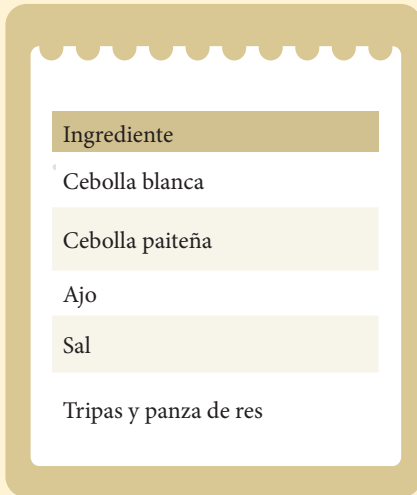 Ingrediente
Cebolla blanca
Cebolla paiteña
Ajo
Sal
Tripas y panza de res